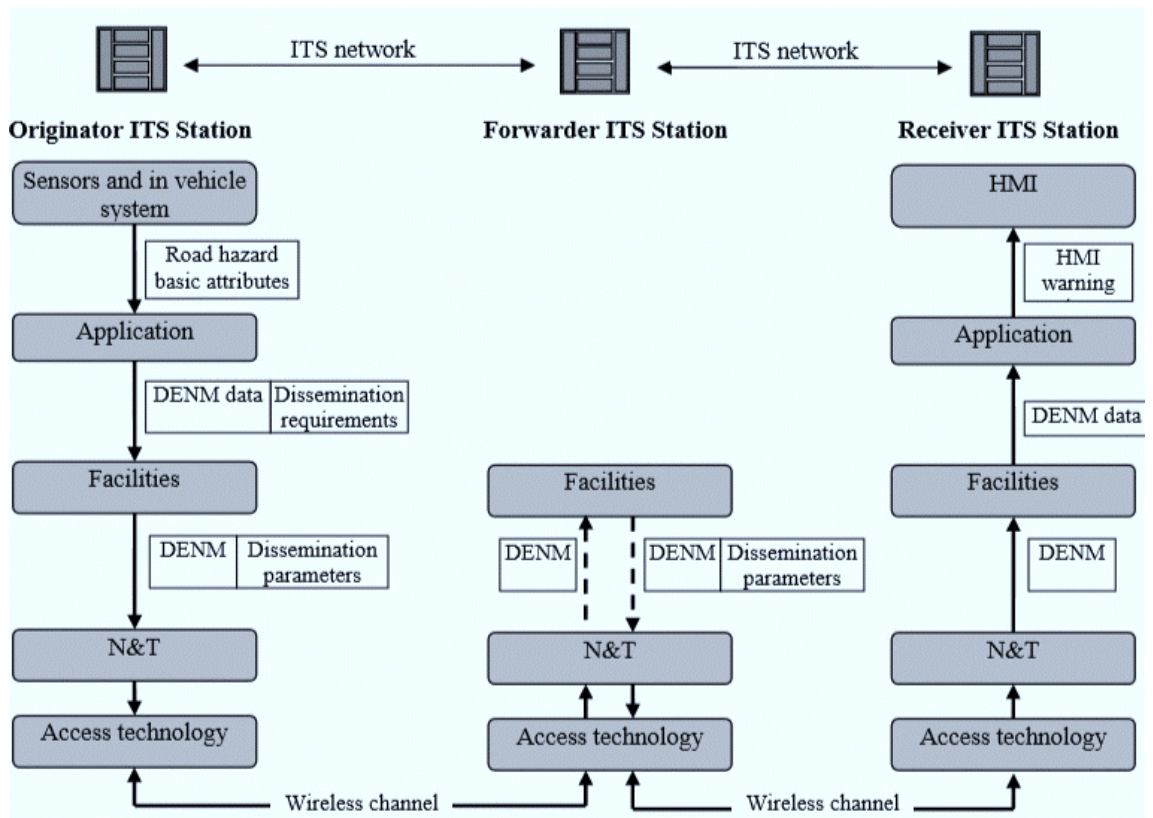 ITS network
ITS network
Originator ITS Station
Forwarder ITS Station
Receiver ITS Station
Sensors and in vehicle
system
HMI
Road hazard
basic attributes
HMI
warning
Application
Application
DENM data
Dissemination
requirements
DENM data
Facilities
Facilities
Facilities
DENM
Dissemination
parameters
DENM
DENM
Dissemination
parameters
DENM
N&T
N&T
N&T
Access technology
Access technology
Access technology
Wireless channel
Wireless channel